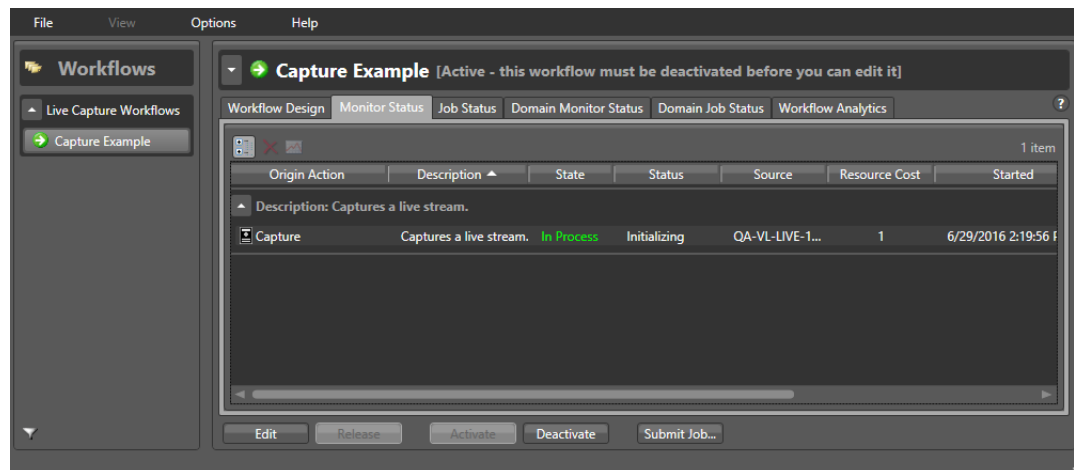 File View Options Help
Workflows
Capture Example [Active - this workflow must be deactivated before you can edit it]
Live Capture Workflows
Capture Example
Workflow Design Monitor Status Job Status Domain Monitor Status Domain Job Status Workflow Analytics ?
1 item
Origin Action Description State Status Source Resource Cost Started
Description: Captures a live stream.
Capture Captures a live stream. In Process Initializing QA-VL-LIVE-1... 1 6/29/2016 2:19:56 P
Edit Release Activate Deactivate Submit Job...